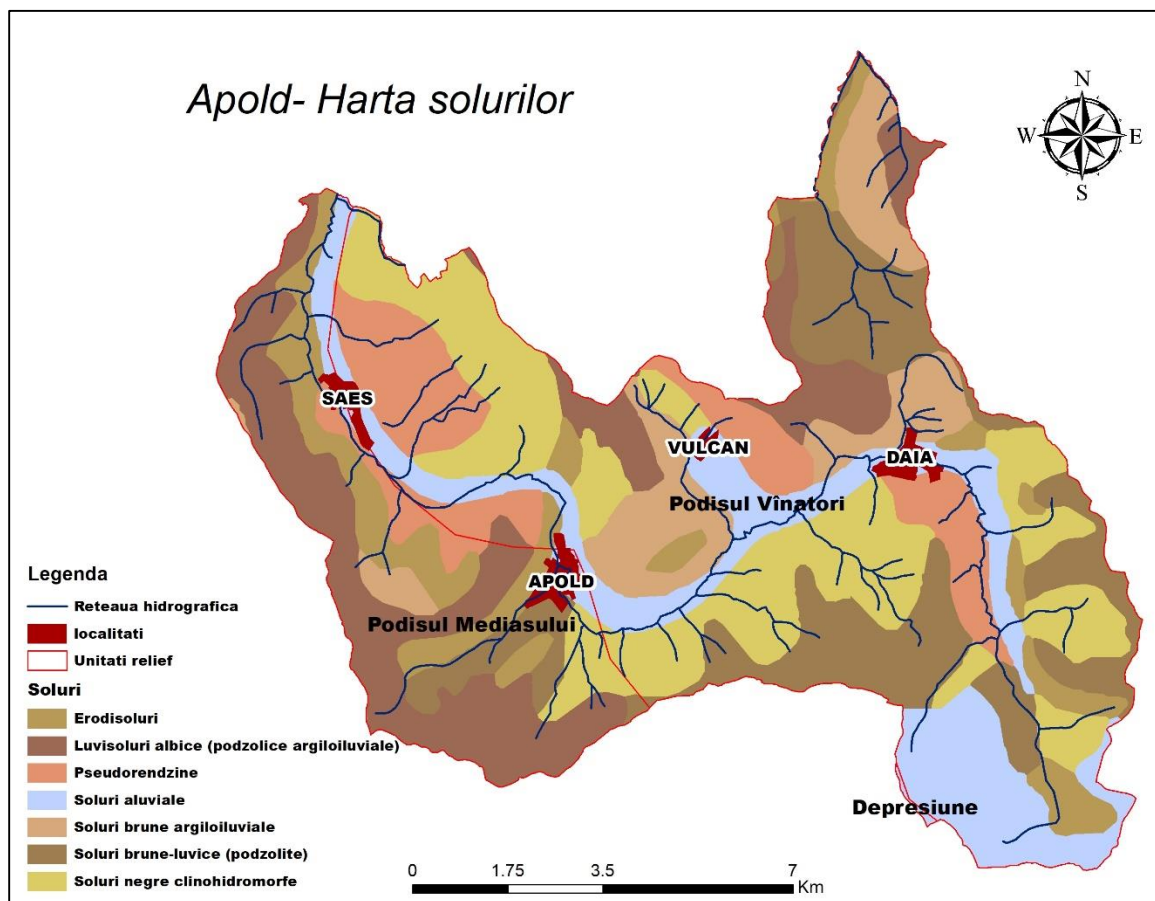 Apold- Harta solurilor
N
W
E
S
SAES
VULCAN
DAIA
Podisul Vînatori
APOLD
Podisul Mediasului
Depresiune
Legenda
Reteaua hidrografica
localitati
Unitati relief
Soluri
Erodisoluri
Luvisoluri albice (podzolice argiloiluviale)
Pseudorendzine
Soluri aluviale
Soluri brune argiloiluviale
Soluri brune-luvice (podzolite)
Soluri negre clinohidromorfe
0 1.75 3.5 7
Km